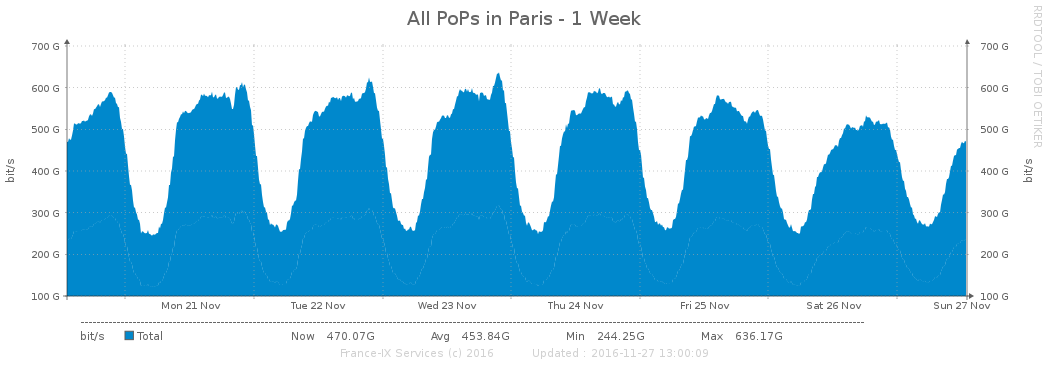 All PoPs in Paris - 1 Week
RRDTOOL / TOBI OETIKER
700 G 700 G
600 G 600 G
500 G 500 G
400 G 400 G
300 G 300 G
200 G 200 G
100 G 100 G
bit/s bit/s
Mon 21 Nov Tue 22 Nov Wed 23 Nov Thu 24 Nov Fri 25 Nov Sat 26 Nov Sun 27 Nov
bit/s Total Now 470.07G Avg 453.84G Min 244.25G Max 636.17G
France-IX Services (c) 2016 Updated : 2016-11-27 13:00:09